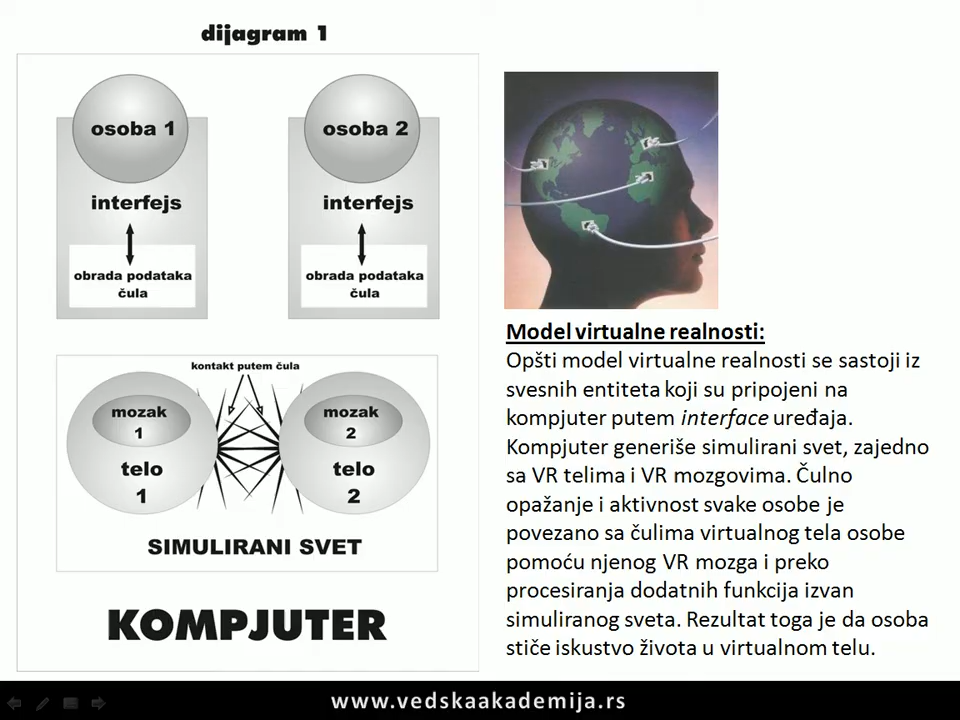 dijagram 1
osoba 1
interfejs
obrada podataka
čula
osoba 2
interfejs
obrada podataka
čula
kontakt putem čula
mozak
1
telo
1
mozak
2
telo
2
SIMULIRANI SVET
KOMPJUTER
Model virtualne realnosti:
Opšti model virtualne realnosti se sastoji iz
svesnih entiteta koji su pripojeni na
kompjuter putem interface uređaja.
Kompjuter generiše simulirani svet, zajedno
sa VR telima i VR mozgovima. Čulno
opažanje i aktivnost svake osobe je
povezano sa čulima virtualnog tela osobe
pomoću njenog VR mozga i preko
procesiranja dodatnih funkcija izvan
simuliranog sveta. Rezultat toga je da osoba
stiče iskustvo života u virtualnom telu.
www.vedskaakademija.rs